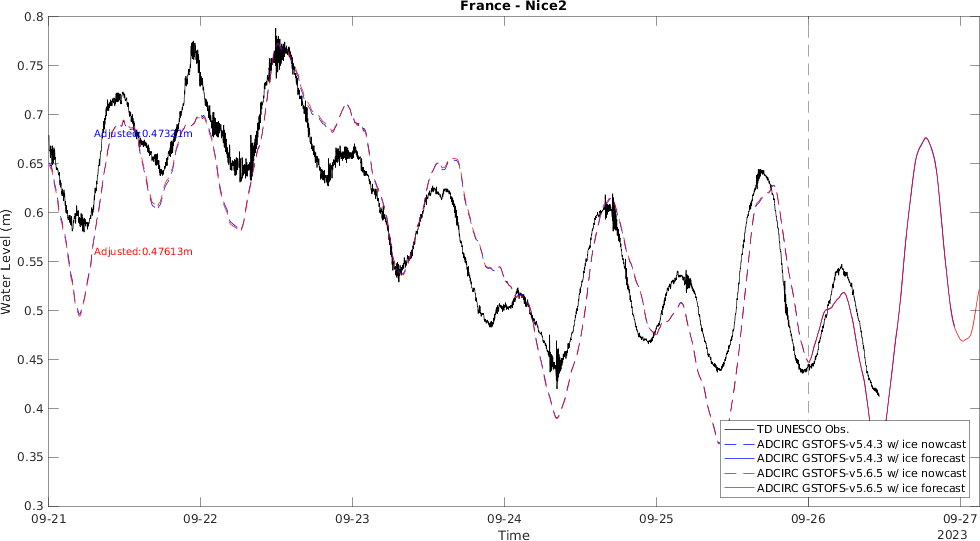 France - Nice2
0.8
0.75
0.7
0.65
0.6
0.55
0.5
0.45
0.4
0.35
0.3
Water Level (m)
Adjusted:0.47321m
Adjusted:0.47613m
TD UNESCO Obs.
ADCIRC GSTOFS-v5.4.3 w/ ice nowcast
ADCIRC GSTOFS-v5.4.3 w/ ice forecast
ADCIRC GSTOFS-v5.6.5 w/ ice nowcast
ADCIRC GSTOFS-v5.6.5 w/ ice forecast
09-21 09-22 09-23 09-24 09-25 09-26 09-27
Time
2023